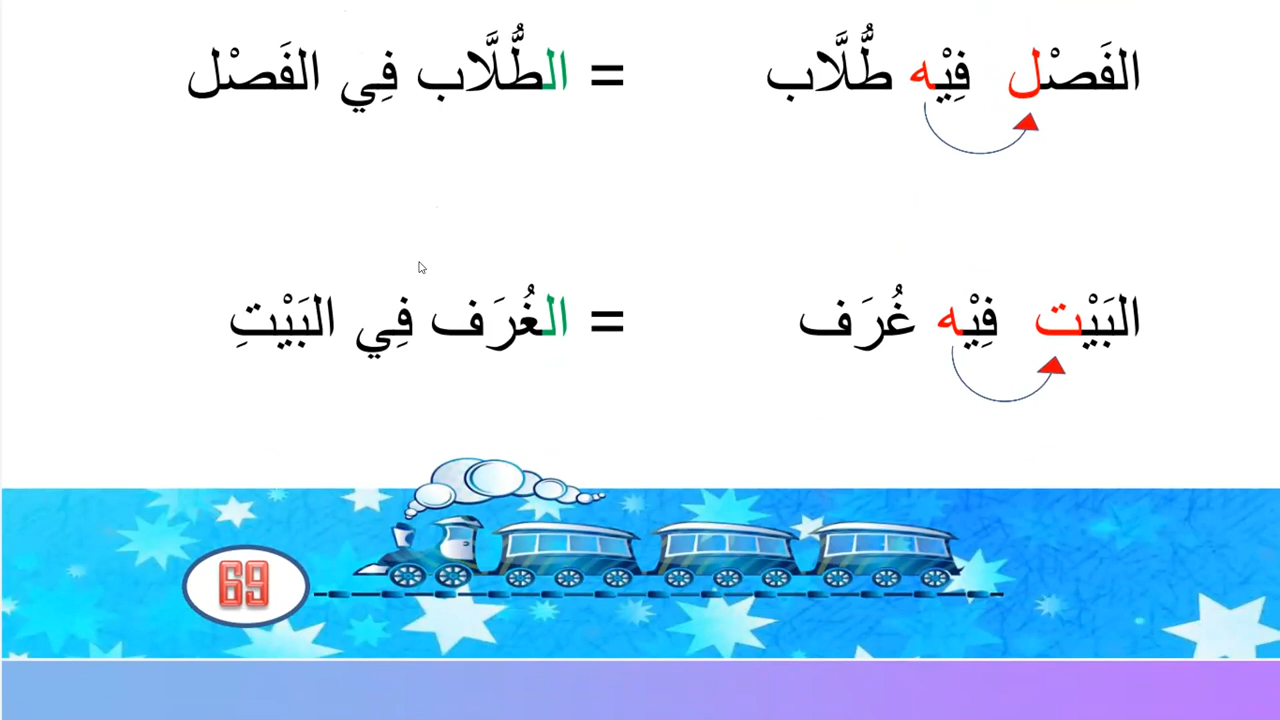 الفَصْل فِيْه طُّلَّاب = الطُّلَّاب فِي الفَصْل
البَيْت فِيْه غُرَف = الغُرَف فِي البَيْتِ
69